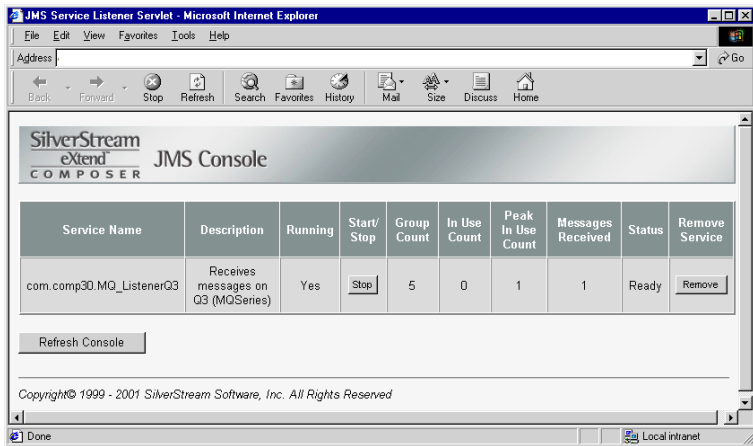 JMS Service Listener Servlet - Microsoft Internet Explorer
File Edit View Favorites Tools Help
Address
Go
Back Forward Stop Refresh Search Favorites History Mail Size Discuss Home
SilverStream
eXtend™
COMPOSER
JMS Console
Service Name Description Running Start/ Stop Group Count In Use Count Peak In Use Count Messages Received Status Remove Service
com.comp30.MQ_ListenerQ3 Receives messages on Q3 (MQSeries) Yes Stop 5 0 1 1 Ready Remove
Refresh Console
Copyright© 1999 - 2001 SilverStream Software, Inc. All Rights Reserved
Done
Local intranet